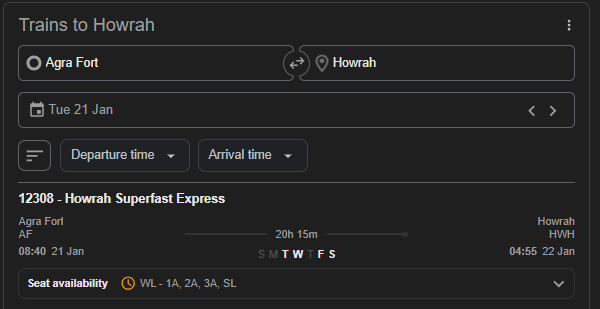 Trains to Howrah
Agra Fort
Howrah
Tue 21 Jan
Departure time
Arrival time
12308 - Howrah Superfast Express
Agra Fort
Howrah
AF
20h 15m
HWH
08:40 21 Jan
S M T W T F S
04:55 22 Jan
Seat availability WL - 1A, 2A, 3A, SL